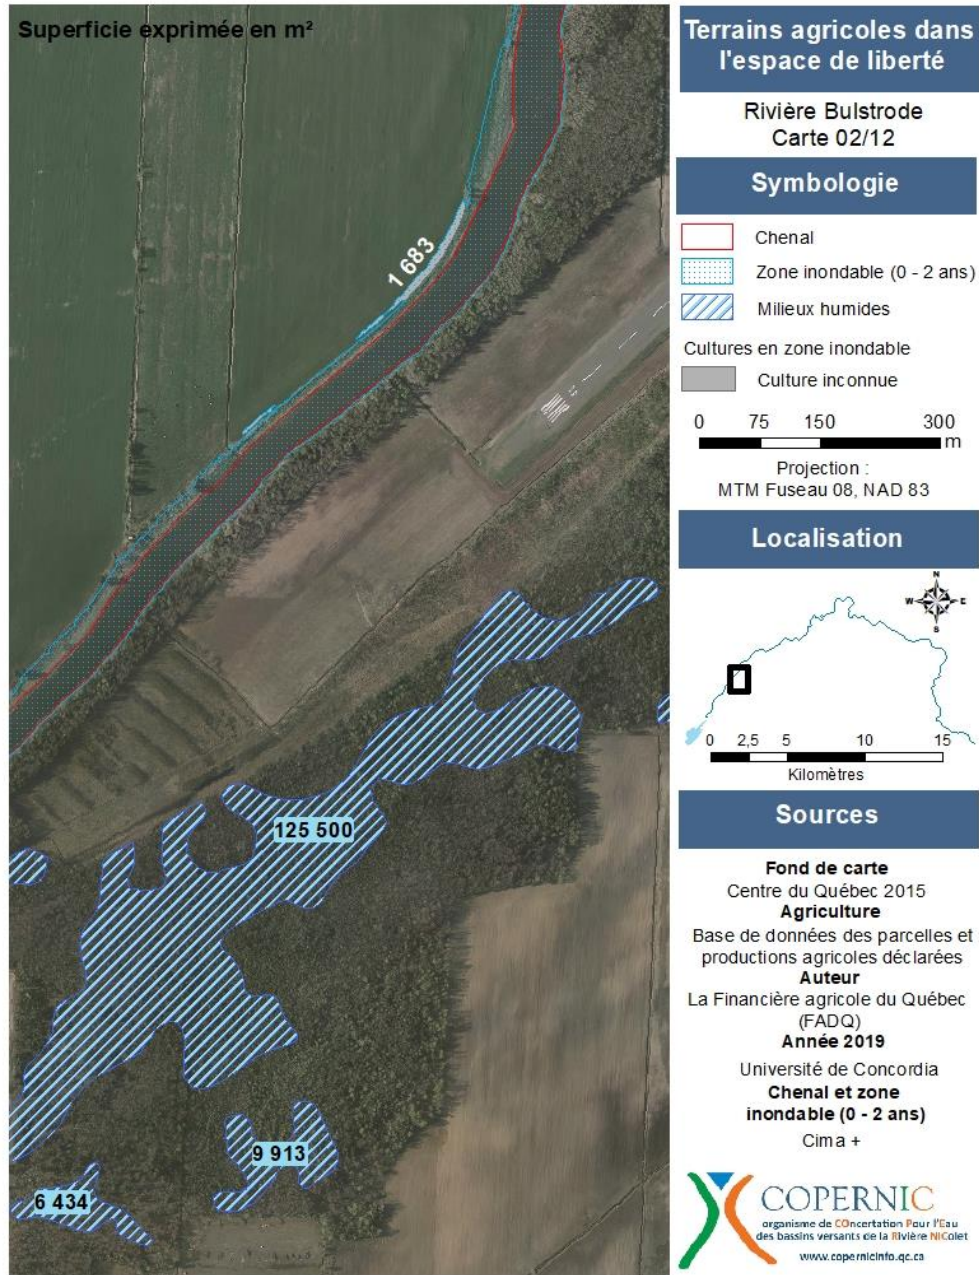 Superficie exprimée en m²
1 683
125 500
9 913
6 434
Terrains agricoles dans
l'espace de liberté
Rivière Bulstrode
Carte 02/12
Symbologie
Chenal
Zone inondable (0 - 2 ans)
Milieux humides
Cultures en zone inondable
Culture inconnue
0 75 150 300
m
Projection :
MTM Fuseau 08, NAD 83
Localisation
N
W E
S
0 2,5 5 10 15
Kilomètres
Sources
Fond de carte
Centre du Québec 2015
Agriculture
Base de données des parcelles et
productions agricoles déclarées
Auteur
La Financière agricole du Québec
(FADQ)
Année 2019
Université de Concordia
Chenal et zone
inondable (0 - 2 ans)
Cima +
COPERNIC
organisme de COncertation Pour l'Eau
des bassins versants de la Rivière NIColet
www.copernicinfo.qc.ca